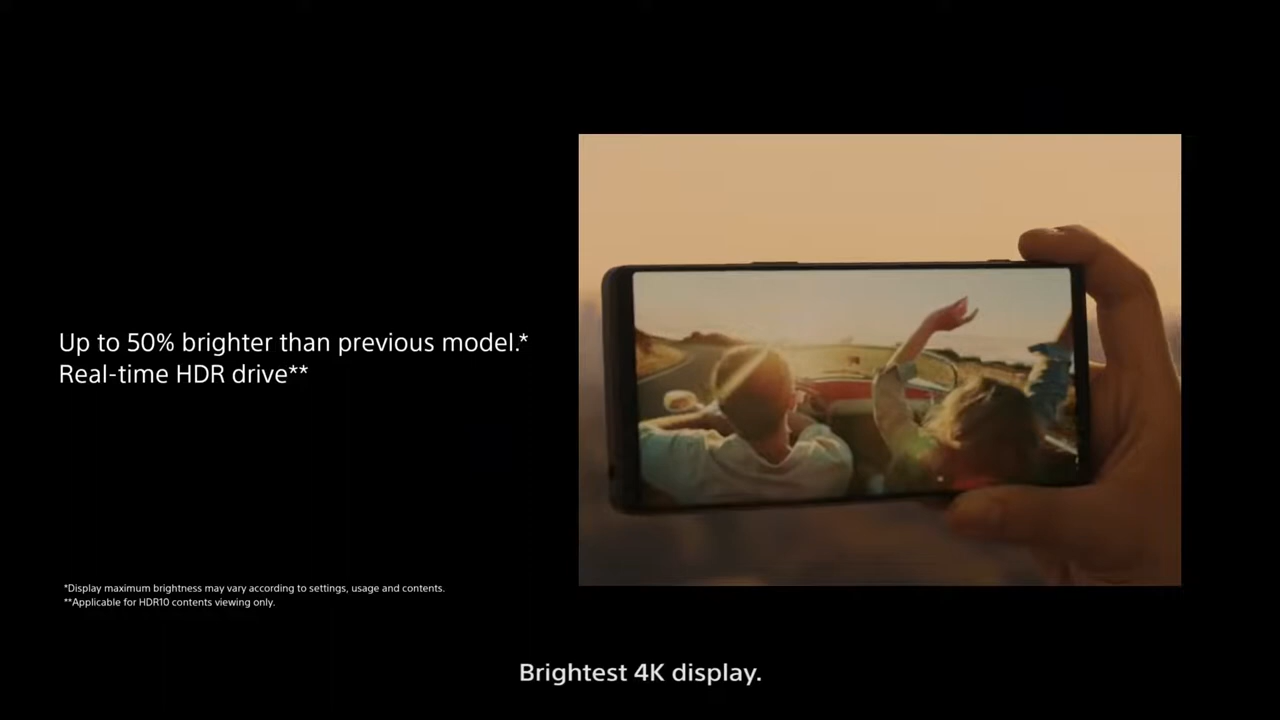 Up to 50% brighter than previous model.*
Real-time HDR drive**
*Display maximum brightness may vary according to settings, usage and contents.
**Applicable for HDR10 contents viewing only.
Brightest 4K display.